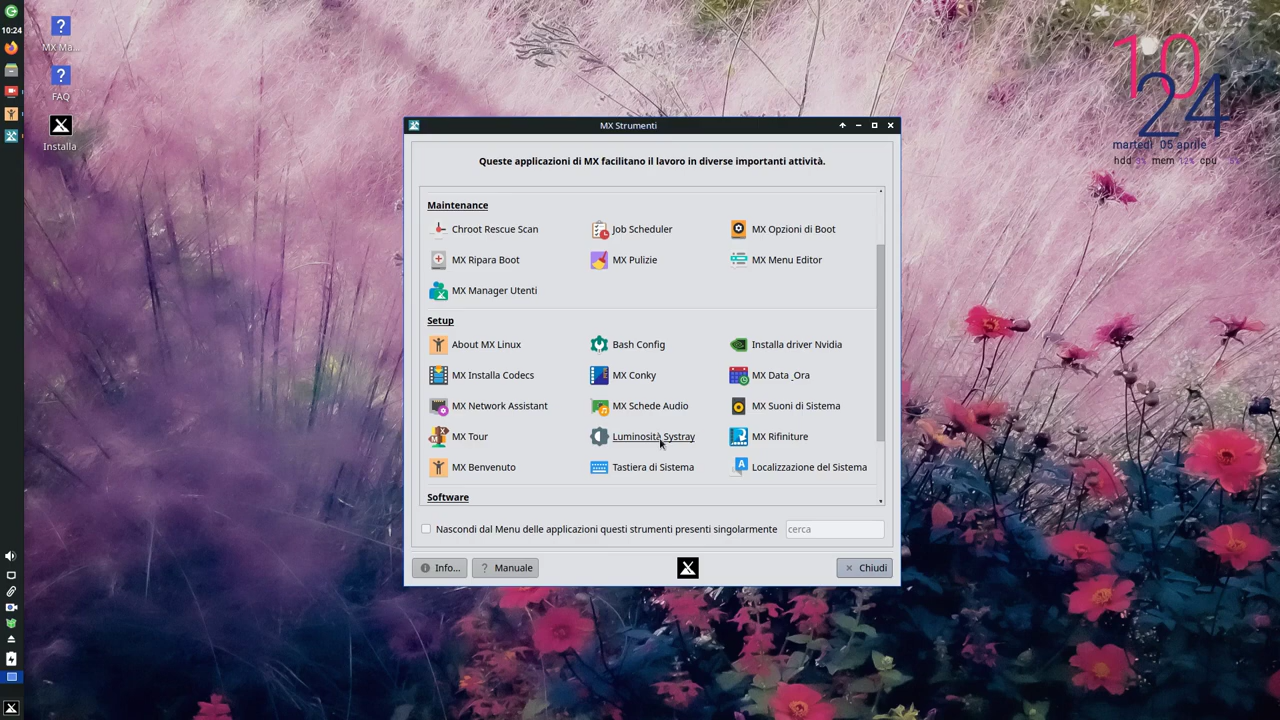 10:24
MX Ma...
FAQ
Installa
10
24
martedì 05 aprile
hdd mem 12% cpu
MX Strumenti
Queste applicazioni di MX facilitano il lavoro in diverse importanti attività.
Maintenance
Chroot Rescue Scan Job Scheduler MX Opzioni di Boot
MX Ripara Boot MX Pulizie MX Menu Editor
MX Manager Utenti
Setup
About MX Linux Bash Config Installa driver Nvidia
MX Installa Codecs MX Conky MX Data _Ora
MX Network Assistant MX Schede Audio MX Suoni di Sistema
MX Tour Luminosità Systray MX Rifiniture
MX Benvenuto Tastiera di Sistema Localizzazione del Sistema
Software
Nascondi dal Menu delle applicazioni questi strumenti presenti singolarmente cerca
Info... ? Manuale Chiudi